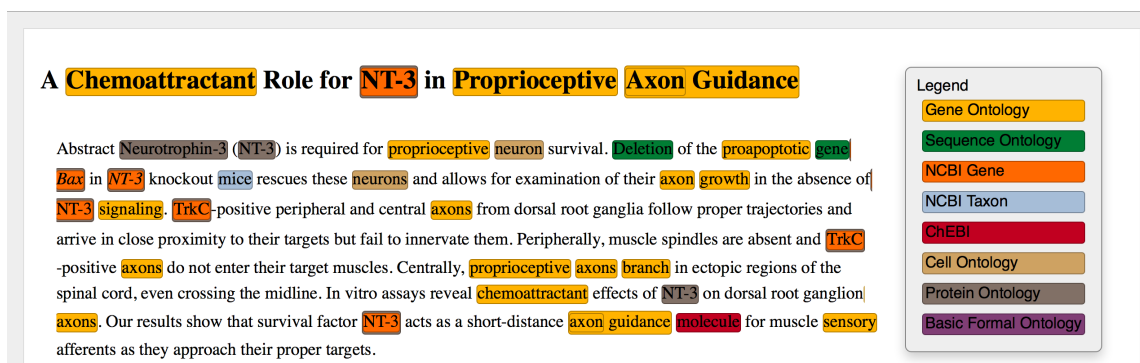 A Chemoattractant Role for NT-3 in Proprioceptive Axon Guidance
Abstract Neurotrophin-3 (NT-3) is required for proprioceptive neuron survival. Deletion of the proapoptotic gene
Bax in NT-3 knockout mice rescues these neurons and allows for examination of their axon growth in the absence of
NT-3 signaling. TrkC-positive peripheral and central axons from dorsal root ganglia follow proper trajectories and
arrive in close proximity to their targets but fail to innervate them. Peripherally, muscle spindles are absent and TrkC
-positive axons do not enter their target muscles. Centrally, proprioceptive axons branch in ectopic regions of the
spinal cord, even crossing the midline. In vitro assays reveal chemoattractant effects of NT-3 on dorsal root ganglion
axons. Our results show that survival factor NT-3 acts as a short-distance axon guidance molecule for muscle sensory
afferents as they approach their proper targets.
Legend
Gene Ontology
Sequence Ontology
NCBI Gene
NCBI Taxon
ChEBI
Cell Ontology
Protein Ontology
Basic Formal Ontology